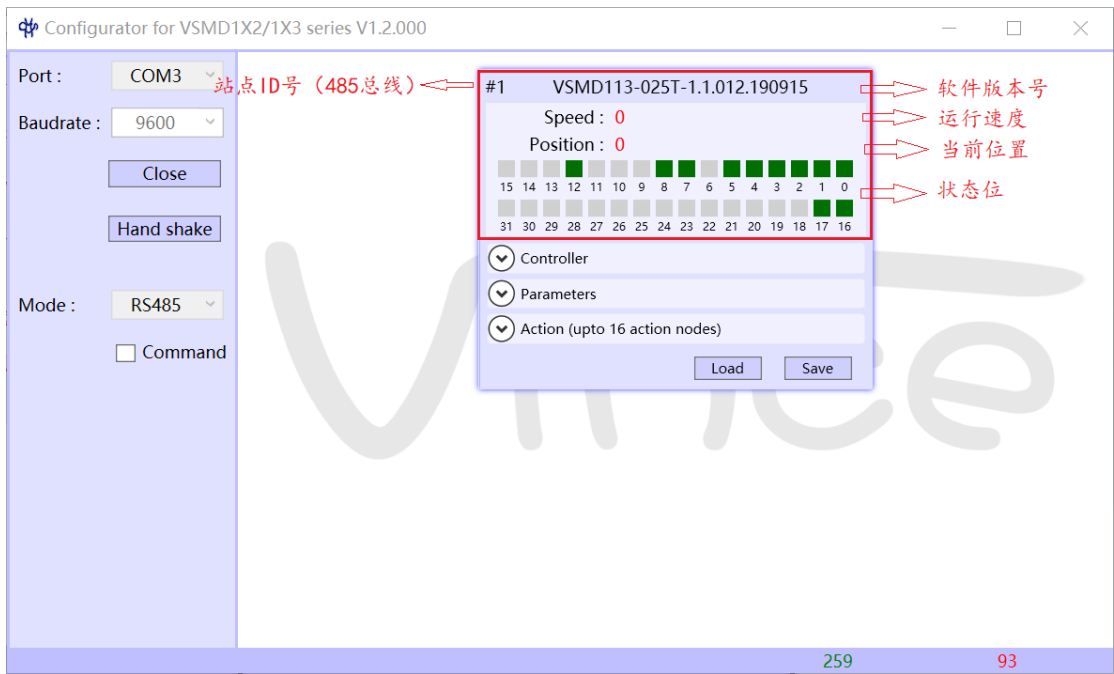 Configurator for VSMD1X2/1X3 series V1.2.000
Port : COM3
Baudrate : 9600
Close
Hand shake
Mode : RS485
Command
站点ID号（485总线）
#1 VSMD113-025T-1.1.012.190915
软件版本号
Speed : 0
运行速度
Position : 0
当前位置
15 14 13 12 11 10 9 8 7 6 5 4 3 2 1 0
状态位
31 30 29 28 27 26 25 24 23 22 21 20 19 18 17 16
Controller
Parameters
Action (upto 16 action nodes)
Load Save
Vince
259 93